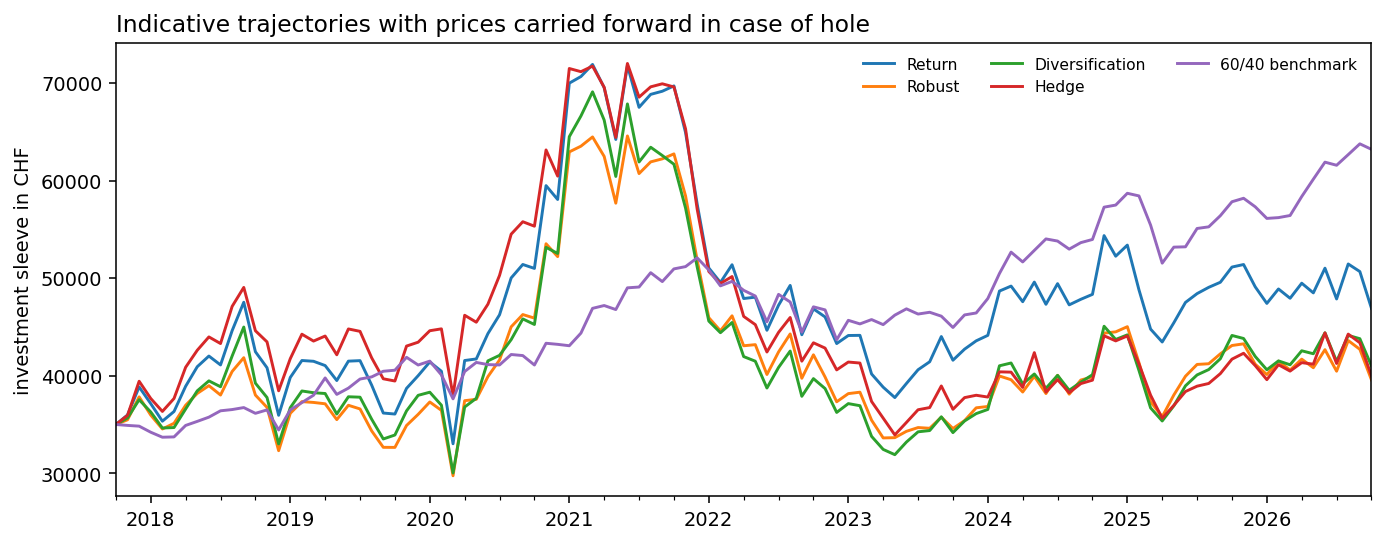 Indicative trajectories with prices carried forward in case of hole
investment sleeve in CHF
70000
60000
50000
40000
30000
Return
Robust
Diversification
Hedge
60/40 benchmark
2018 2019 2020 2021 2022 2023 2024 2025 2026